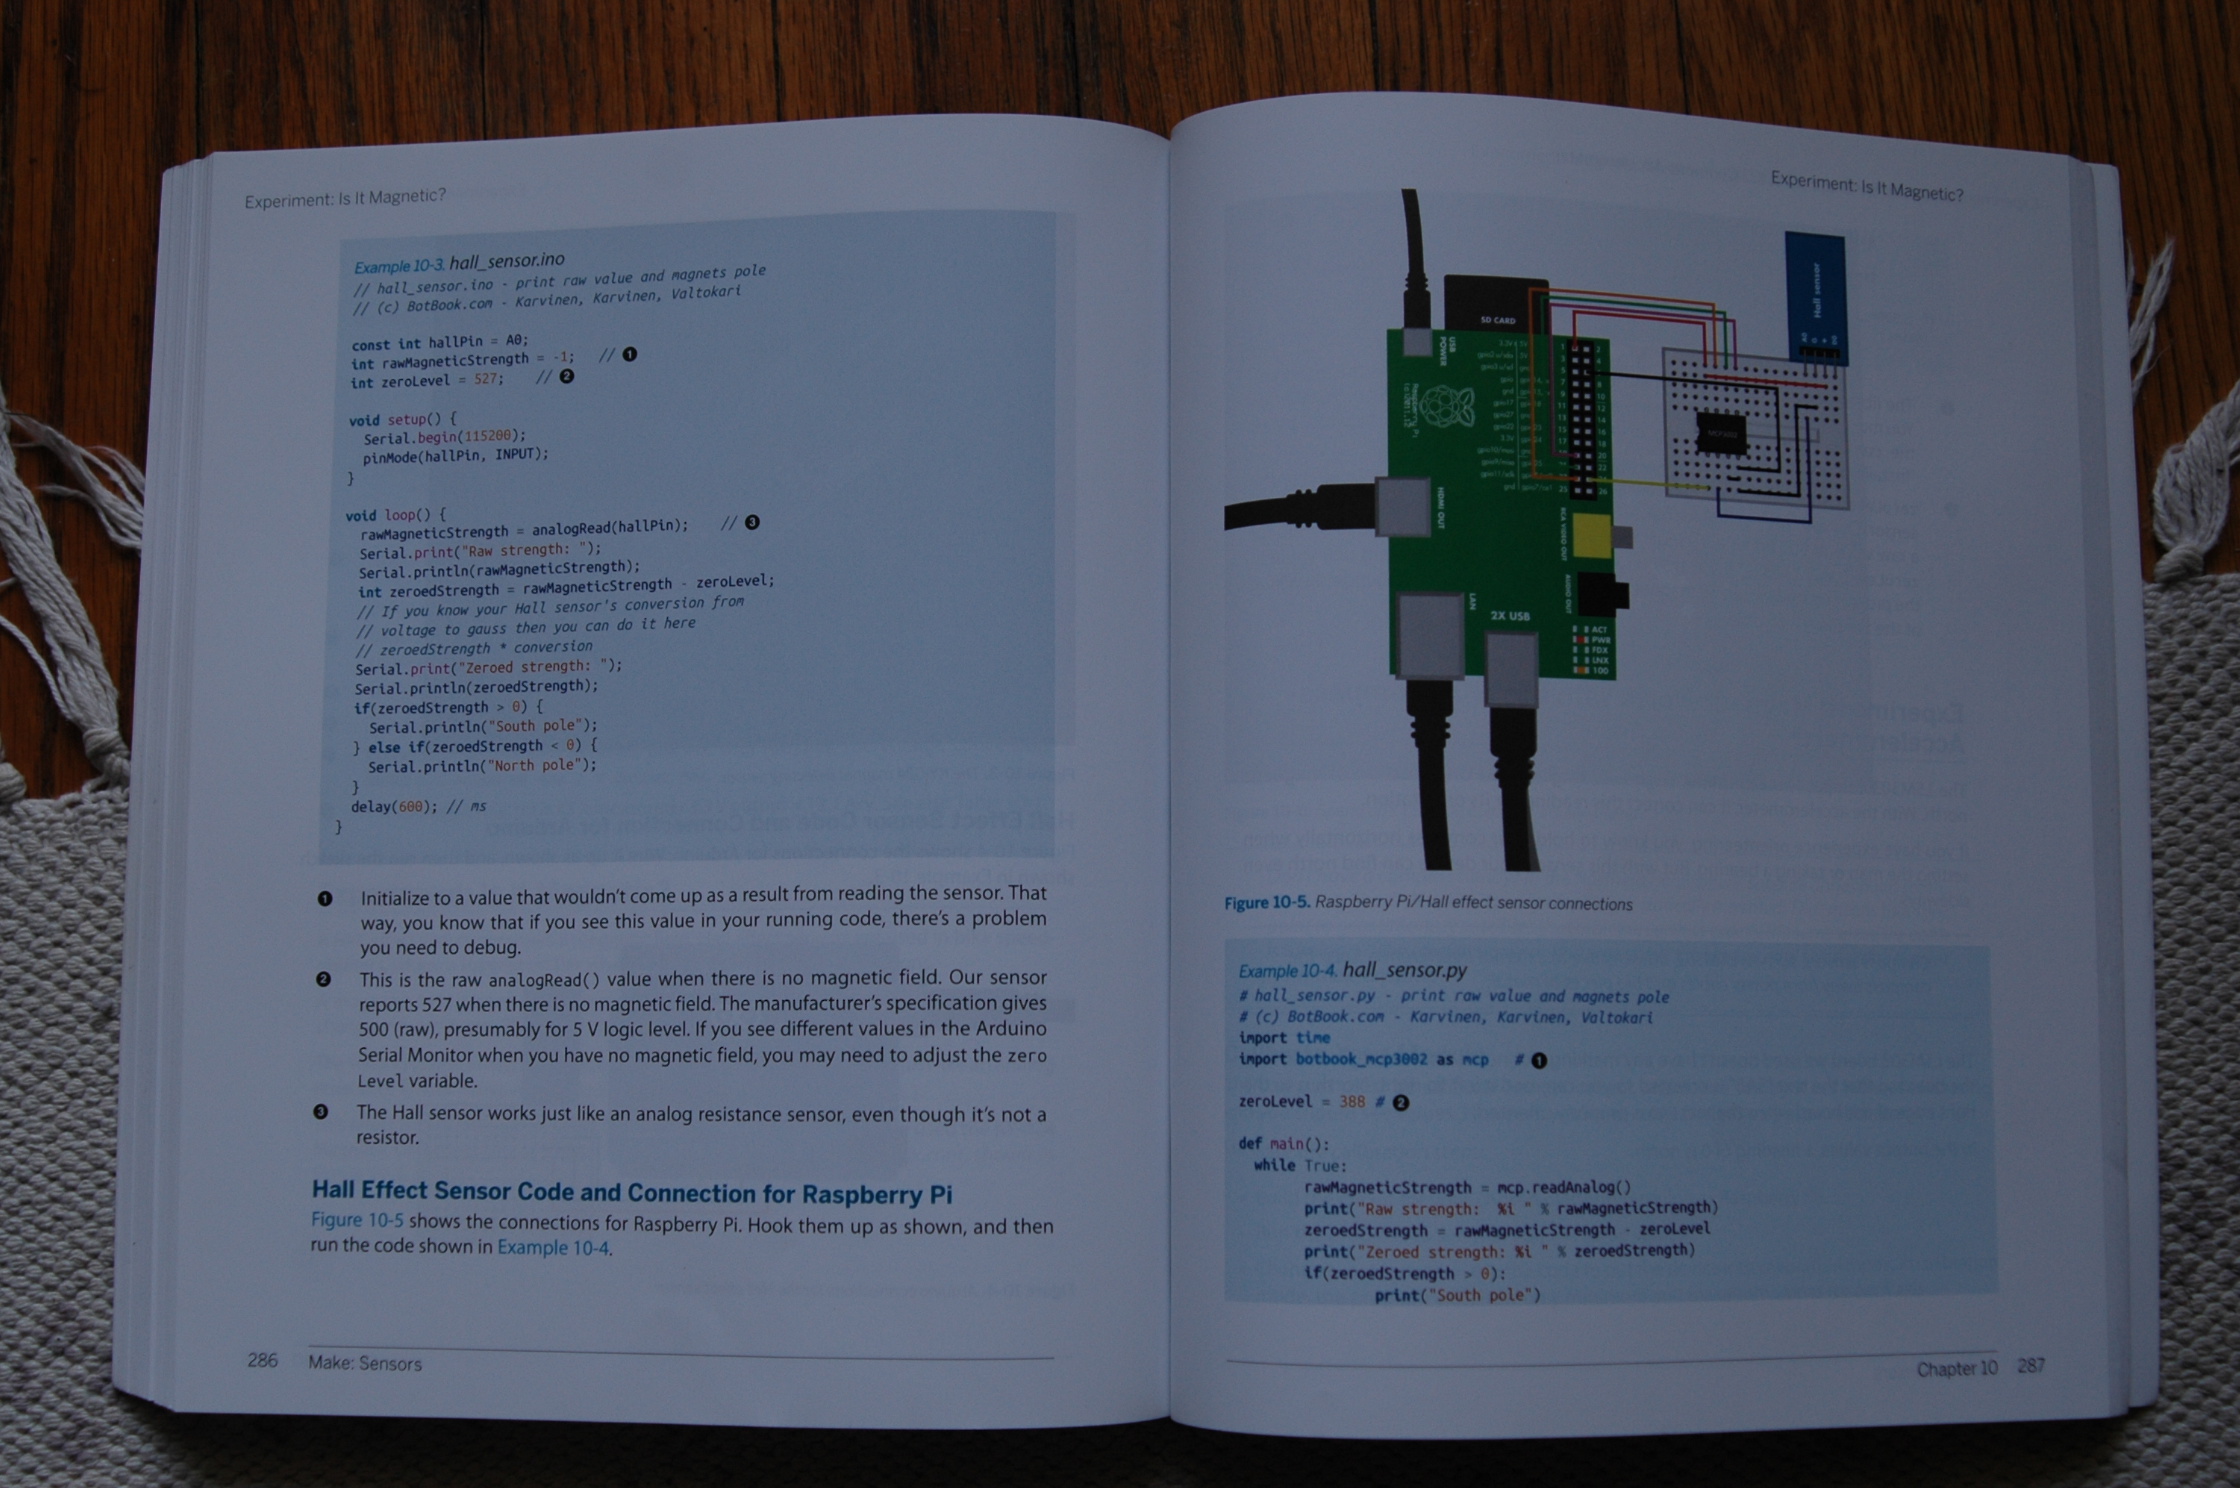 Experiment: Is It Magnetic?
Example 10-3. hall_sensor.ino
// hall_sensor.ino - print raw value and magnets pole
// (c) BotBook.com - Karvinen, Karvinen, Valtokari
const int hallPin = A0;
int rawMagneticStrength = -1; // 1
int zeroLevel = 527; // 2
void setup() {
Serial.begin(115200);
pinMode(hallPin, INPUT);
}
void loop() {
rawMagneticStrength = analogRead(hallPin); // 3
Serial.print("Raw strength: ");
Serial.println(rawMagneticStrength);
int zeroedStrength = rawMagneticStrength - zeroLevel;
// If you know your Hall sensor's conversion from
// voltage to gauss then you can do it here
// zeroedStrength * conversion
Serial.print("Zeroed strength: ");
Serial.println(zeroedStrength);
if(zeroedStrength > 0) {
Serial.println("South pole");
} else if(zeroedStrength < 0) {
Serial.println("North pole");
}
delay(600); // ms
}
1 Initialize to a value that wouldn't come up as a result from reading the sensor. That
way, you know that if you see this value in your running code, there's a problem
you need to debug.
2 This is the raw analogRead() value when there is no magnetic field. Our sensor
reports 527 when there is no magnetic field. The manufacturer's specification gives
500 (raw), presumably for 5 V logic level. If you see different values in the Arduino
Serial Monitor when you have no magnetic field, you may need to adjust the zero
Level variable.
3 The Hall sensor works just like an analog resistance sensor, even though it's not a
resistor.
Hall Effect Sensor Code and Connection for Raspberry Pi
Figure 10-5 shows the connections for Raspberry Pi. Hook them up as shown, and then
run the code shown in Example 10-4.
286 Make: Sensors
Experiment: Is It Magnetic?
Hall sensor
SD CARD
USB
POWER
Raspberry Pi
(c)2011.12
HDMI OUT
LAN
2X USB
RCA VIDEO OUT
AUDIO OUT
ACT
PWR
FDX
LNK
100
Figure 10-5. Raspberry Pi/Hall effect sensor connections
Example 10-4. hall_sensor.py
# hall_sensor.py - print raw value and magnets pole
# (c) BotBook.com - Karvinen, Karvinen, Valtokari
import time
import botbook_mcp3002 as mcp # 1
zeroLevel = 388 # 2
def main():
while True:
rawMagneticStrength = mcp.readAnalog()
print("Raw strength: %i " % rawMagneticStrength)
zeroedStrength = rawMagneticStrength - zeroLevel
print("Zeroed strength: %i " % zeroedStrength)
if(zeroedStrength > 0):
print("South pole")
Chapter 10 287